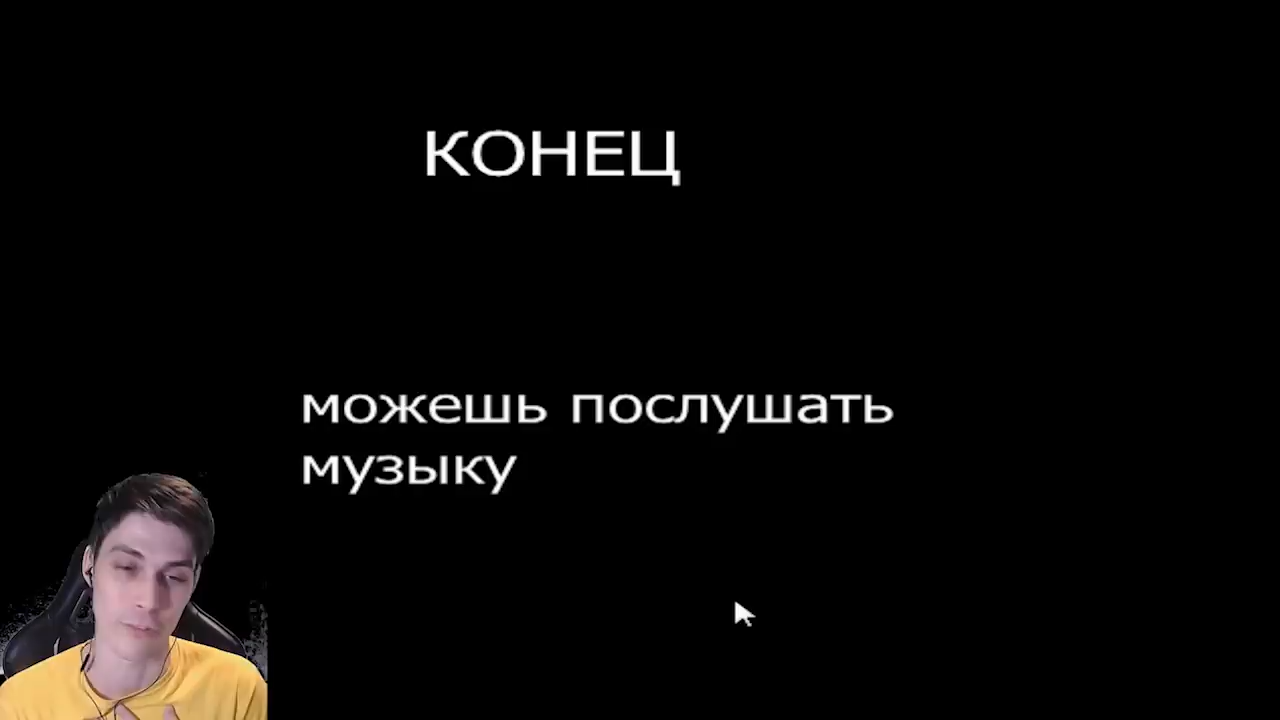 КОНЕЦ
можешь послушать
музыку